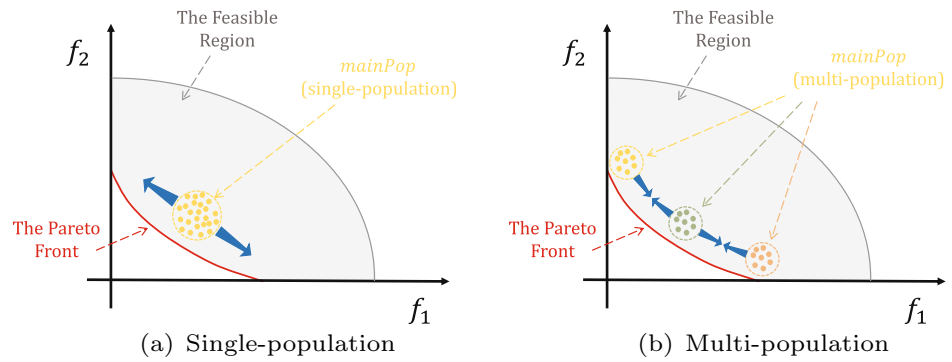 The Feasible
Region
f₂
mainPop
(single-population)
The Pareto
Front
f₁
(a) Single-population
The Feasible
Region
f₂
mainPop
(multi-population)
The Pareto
Front
f₁
(b) Multi-population